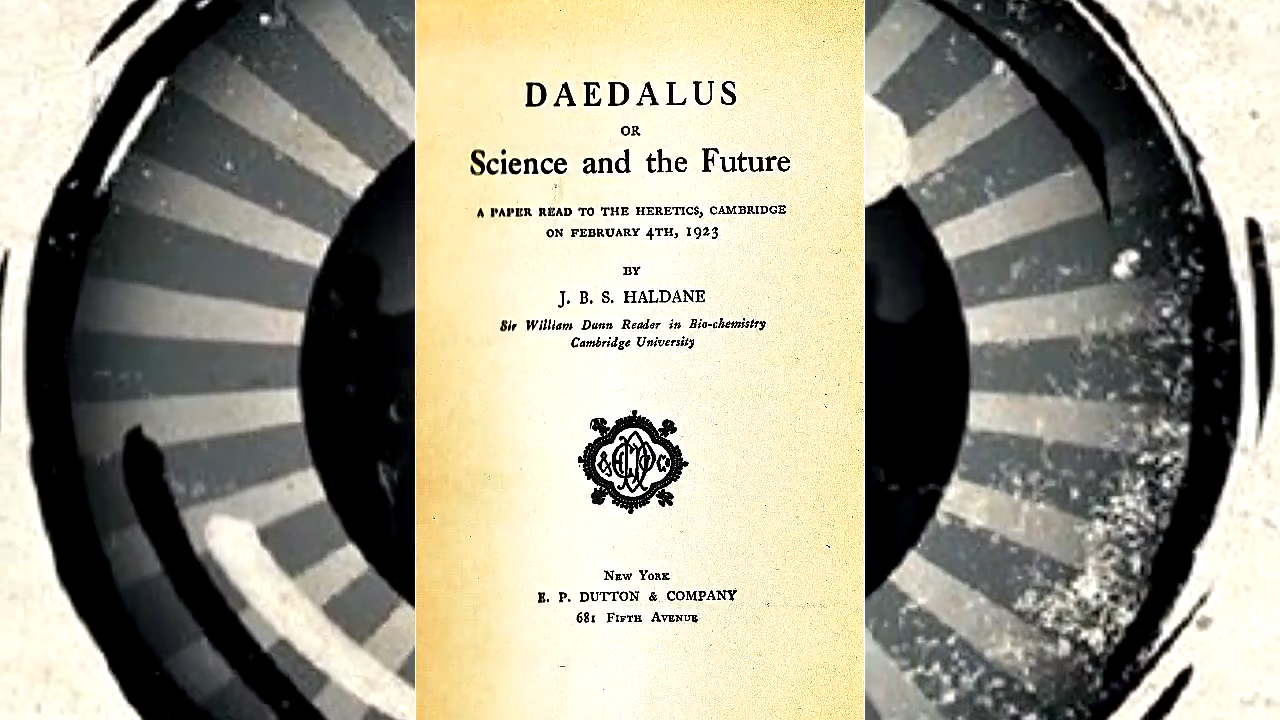 DAEDALUS
OR
Science and the Future
A PAPER READ TO THE HERETICS, CAMBRIDGE
ON FEBRUARY 4TH, 1923
BY
J. B. S. HALDANE
Sir William Dunn Reader in Bio-chemistry
Cambridge University
NEW YORK
E. P. DUTTON & COMPANY
681 FIFTH AVENUE